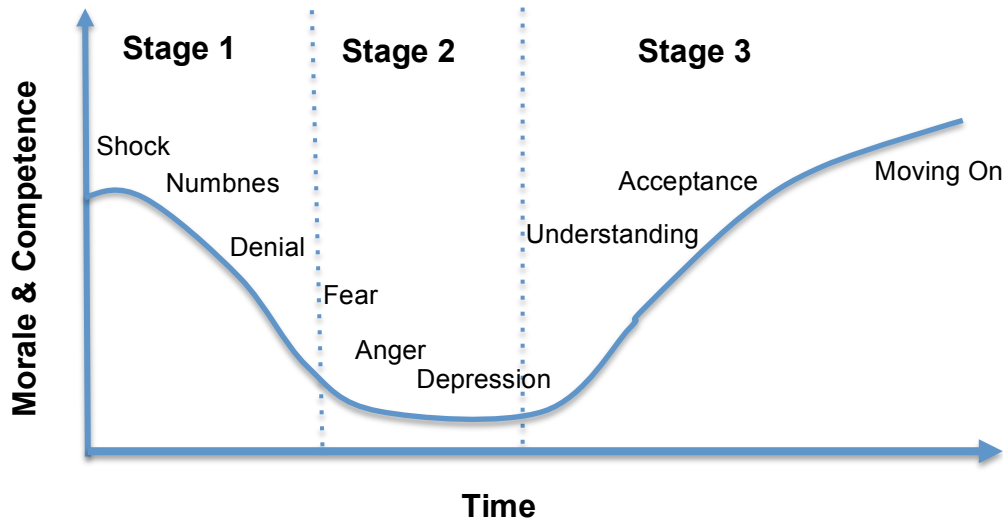 Stage 1
Stage 2
Stage 3
Shock
Numbnes
Denial
Fear
Anger
Depression
Understanding
Acceptance
Moving On
Morale & Competence
Time